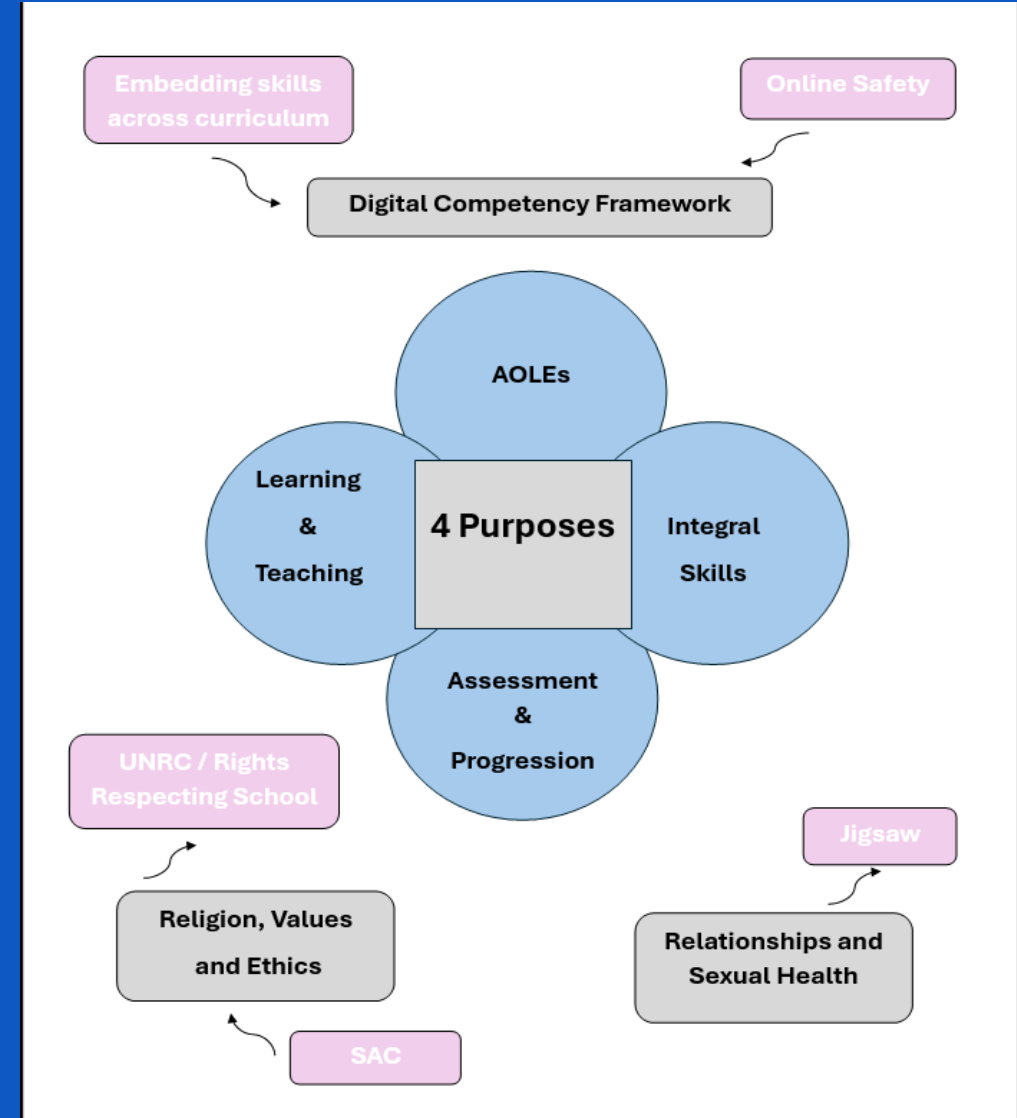 Embedding skills
across curriculum
Online Safety
Digital Competency Framework
AOLEs
Learning
&
Teaching
4 Purposes
Integral
Skills
Assessment
&
Progression
UNRC / Rights
Respecting School
Jigsaw
Religion, Values
and Ethics
Relationships and
Sexual Health
SAC